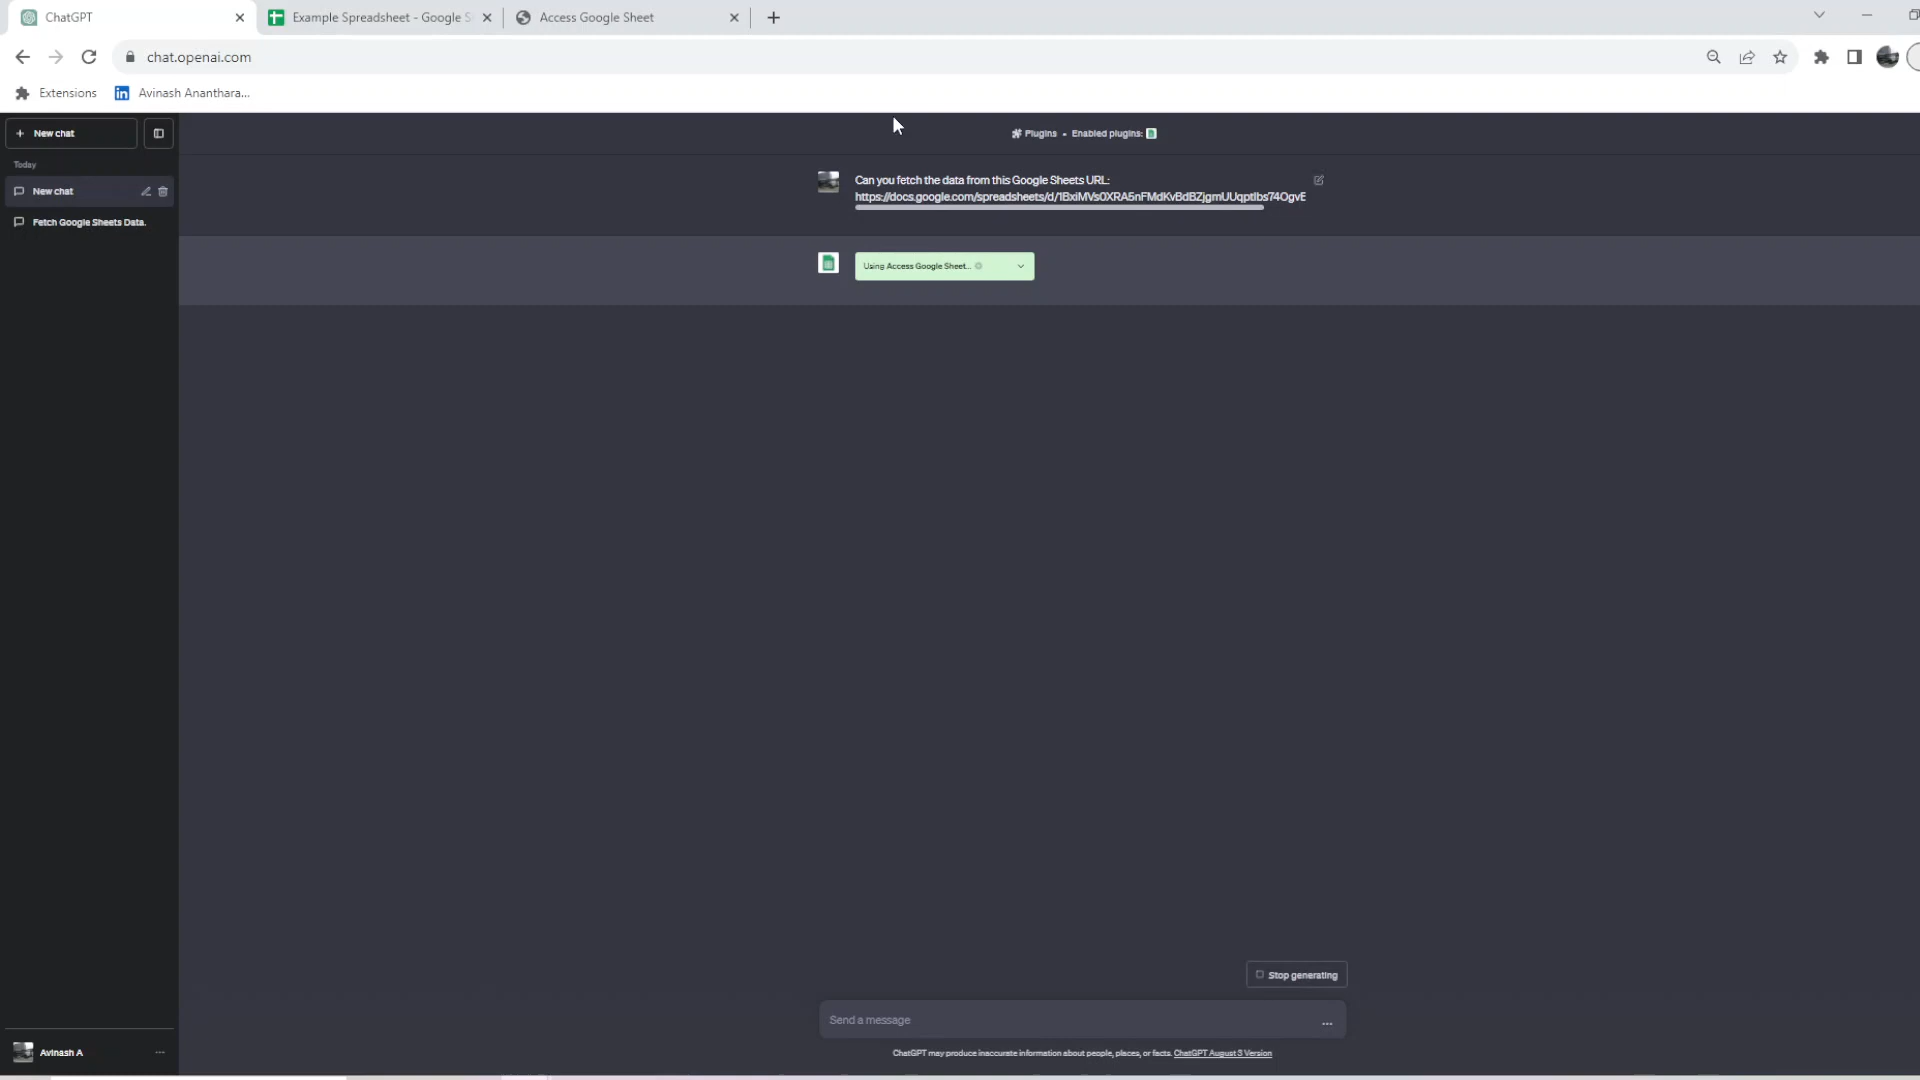 ChatGPT
Example Spreadsheet - Google S
Access Google Sheet
chat.openai.com
Extensions
Avinash Ananthara...
New chat
Plugins • Enabled plugins:
Today
New chat
Fetch Google Sheets Data.
Can you fetch the data from this Google Sheets URL:
https://docs.google.com/spreadsheets/d/1BxiMVs0XRA5nFMdKvBdBZjgmUUqptlbs74OgvE
Using Access Google Sheet...
Stop generating
Send a message
...
ChatGPT may produce inaccurate information about people, places, or facts. ChatGPT August 3 Version
Avinash A
...